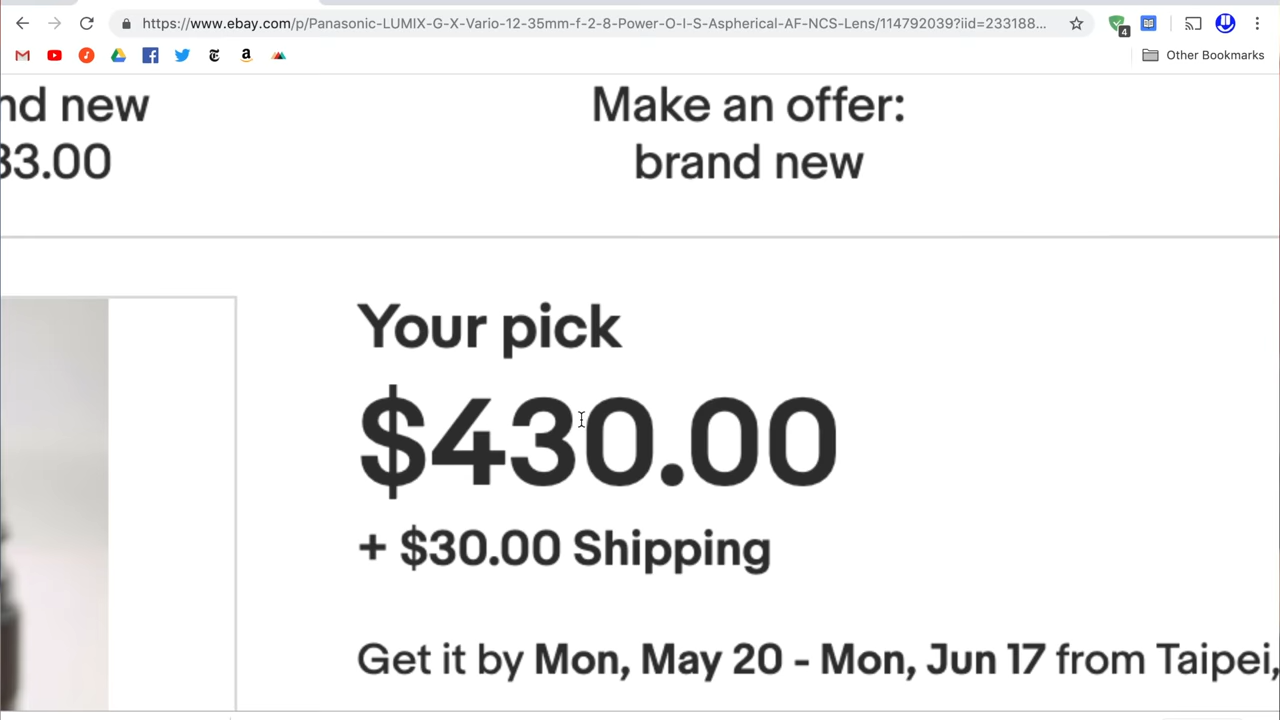 https://www.ebay.com/p/Panasonic-LUMIX-G-X-Vario-12-35mm-f-2-8-Power-O-I-S-Aspherical-AF-NCS-Lens/114792039?iid=233188...
4
Other Bookmarks
nd new
33.00
Make an offer:
brand new
Your pick
$430.00
+ $30.00 Shipping
Get it by Mon, May 20 - Mon, Jun 17 from Taipei,